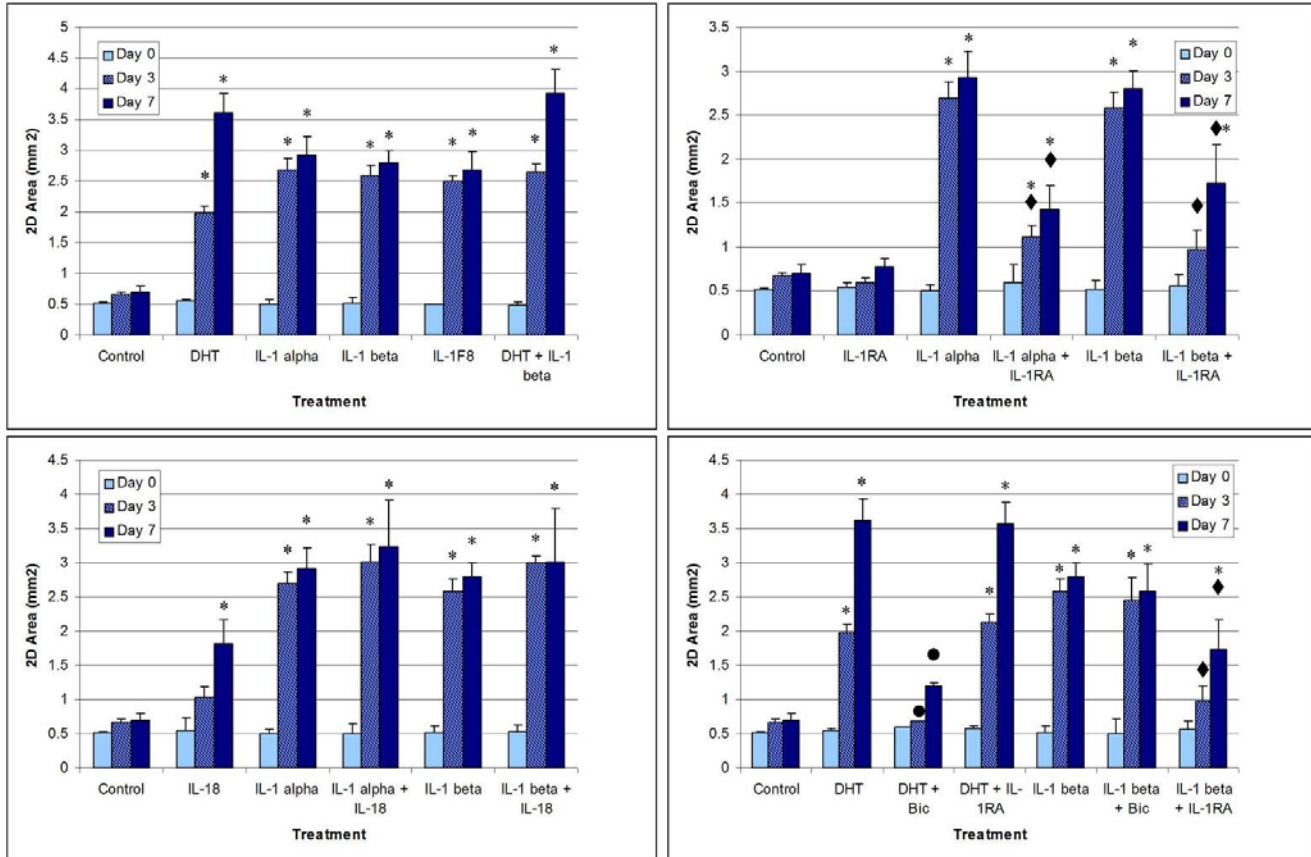 5
4.5
4
3.5
3
2.5
2
1.5
1
0.5
0
2D Area (mm 2)
Day 0
Day 3
Day 7
* * * * * * * * * *
Control DHT IL-1 alpha IL-1 beta IL-1F8 DHT + IL-1
beta
Treatment
3.5
3
2.5
2
1.5
1
0.5
0
2D Area (mm2)
Day 0
Day 3
Day 7
* * * * * * *
Control IL-1RA IL-1 alpha IL-1 alpha + IL-1 beta IL-1 beta +
IL-1RA IL-1RA
Treatment
4.5
4
3.5
3
2.5
2
1.5
1
0.5
0
2D Area (mm2)
Day 0
Day 3
Day 7
* * * * * * * * *
Control IL-18 IL-1 alpha IL-1 alpha IL-1 beta IL-1 beta +
+ IL-18 IL-18
Treatment
4.5
4
3.5
3
2.5
2
1.5
1
0.5
0
2D Area (mm2)
Day 0
Day 3
Day 7
* * * * * * * * *
Control DHT DHT + DHT + IL- IL-1 beta IL-1 beta IL-1 beta
Bic 1RA + Bic + IL-1RA
Treatment